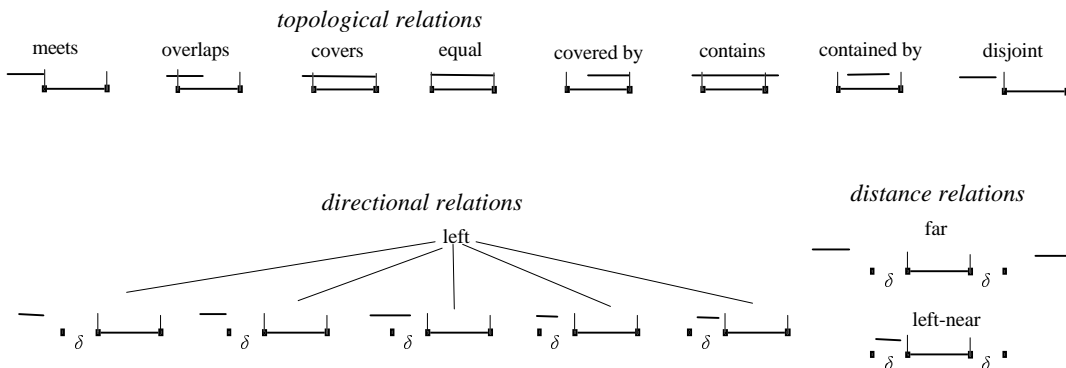 topological relations
meets overlaps covers equal covered by contains contained by disjoint
directional relations
distance relations
left
far
δ δ
left-near
δ δ δ δ δ
δ δ